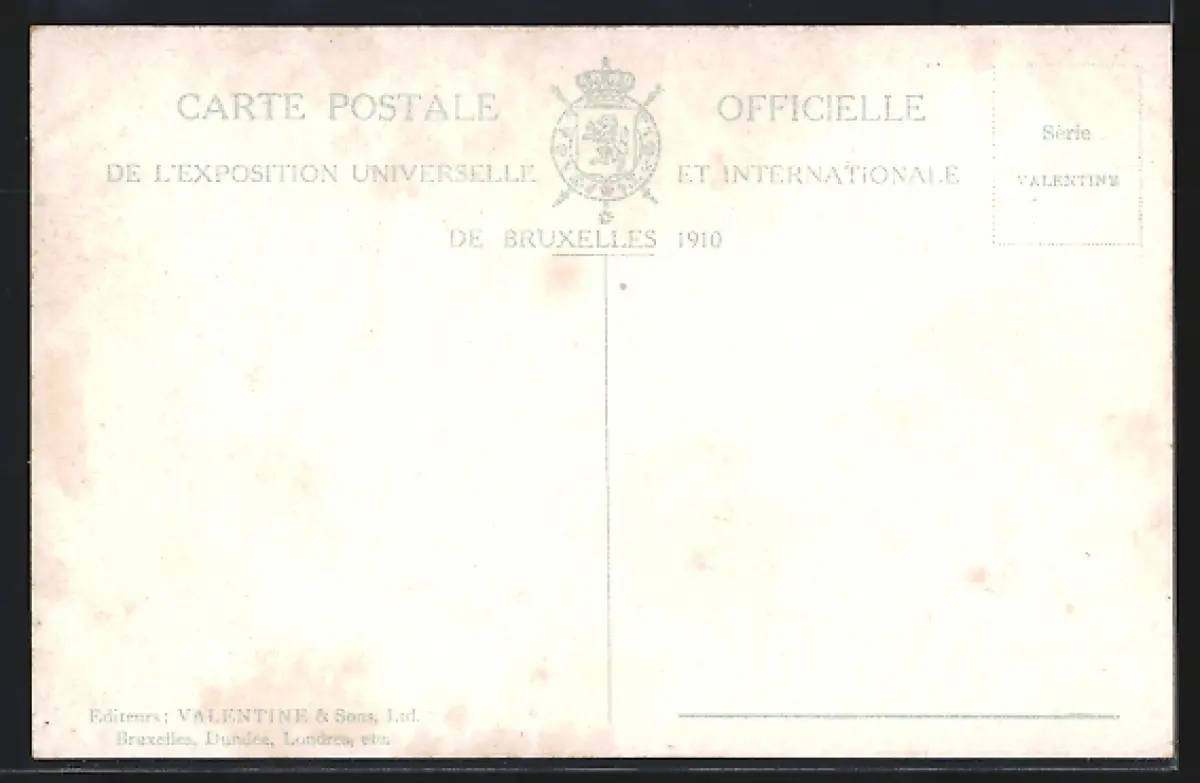 CARTE POSTALE OFFICIELLE
DE L'EXPOSITION UNIVERSELLE ET INTERNATIONALE
DE BRUXELLES 1910
Série
VALENTINE
Editeurs: VALENTINE & Sons, Ltd.
Bruxelles, Dundee, Londres, etc.